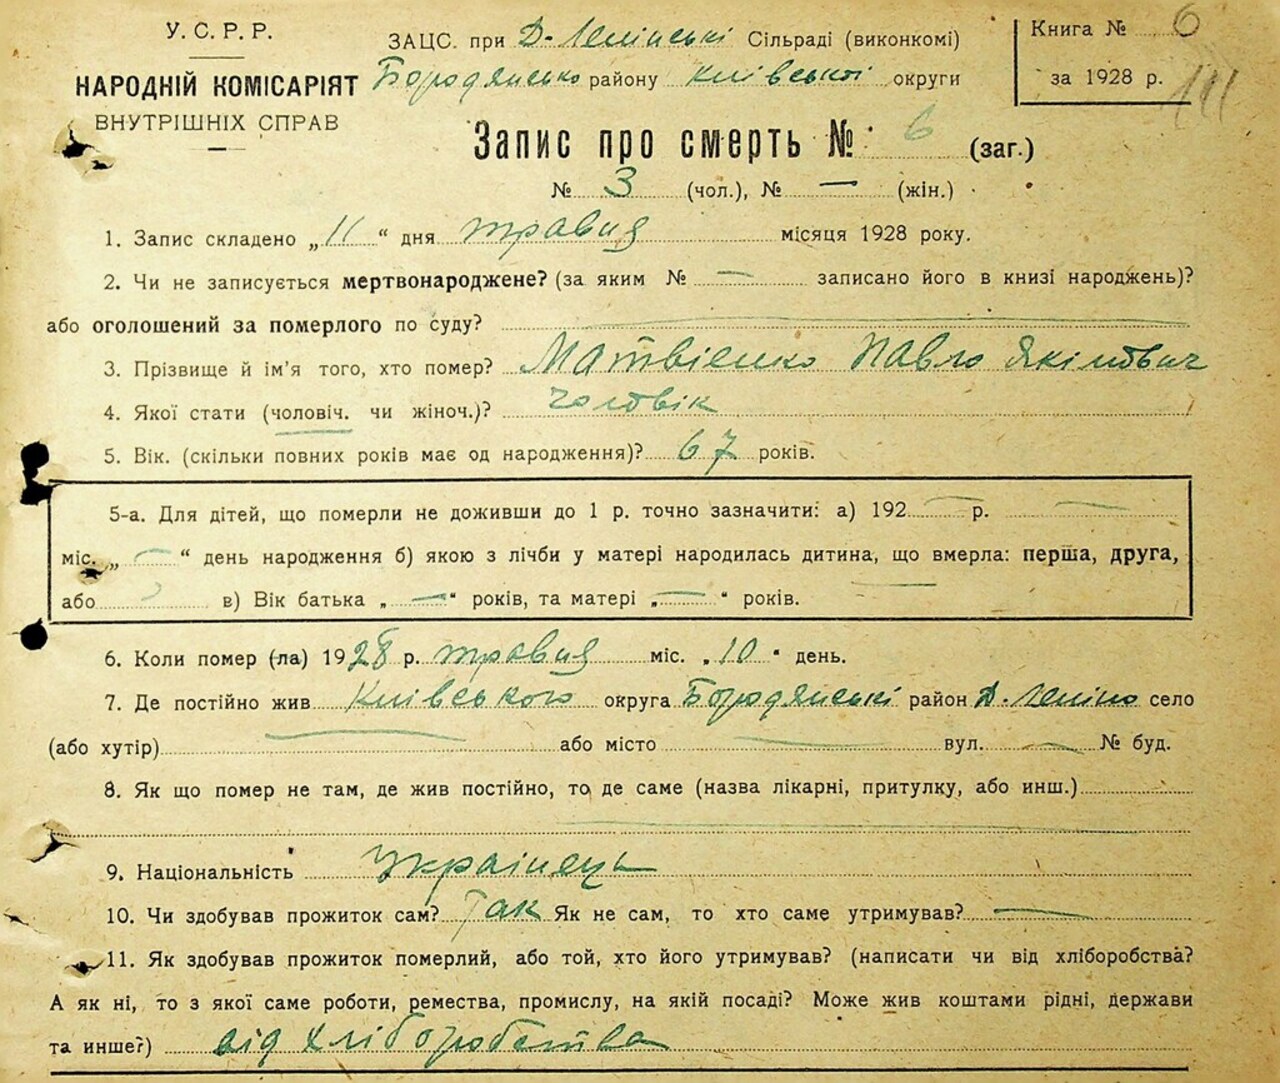 У. С. Р. Р.
НАРОДНІЙ КОМІСАРІЯТ
ВНУТРІШНІХ СПРАВ
ЗАЦС. при Сільраді (виконкомі)
Бородянсько району Київської округи
Книга № 6
за 1928 р.
Запис про смерть № 6 (заг.)
№ 3 (чол.), № — (жін.)
1. Запис складено „ 11 “ дня травня місяця 1928 року.
2. Чи не записується мертвонароджене? (за яким № — записано його в книзі народжень)?
або оголошений за померлого по суду? —
3. Прізвище й ім'я того, хто помер? Матвієнко Павло Якімович
4. Якої стати (чоловіч. чи жіноч.)? чоловік
5. Вік. (скільки повних років має од народження)? 67 років.
5-а. Для дітей, що померли не доживши до 1 р. точно зазначити: а) 192 — р. —
міс. „ — “ день народження б) якою з лічби у матері народилась дитина, що вмерла: перша, друга,
або в) Вік батька „ — “ років, та матері „ — “ років.
6. Коли помер (ла) 1928 р. травня міс. „ 10 “ день.
7. Де постійно жив Київського округа Бородянські район село
(або хутір) — або місто — вул. — № буд.
8. Як що помер не там, де жив постійно, то де саме (назва лікарні, притулку, або инш.)
—
9. Національність Українець
10. Чи здобував прожиток сам? Так Як не сам, то хто саме утримував? —
11. Як здобував прожиток померлий, або той, хто його утримував? (написати чи від хліборобства?
А як ні, то з якої саме роботи, ремества, промислу, на якій посаді? Може жив коштами рідні, держави
та инше?) від хліборобства